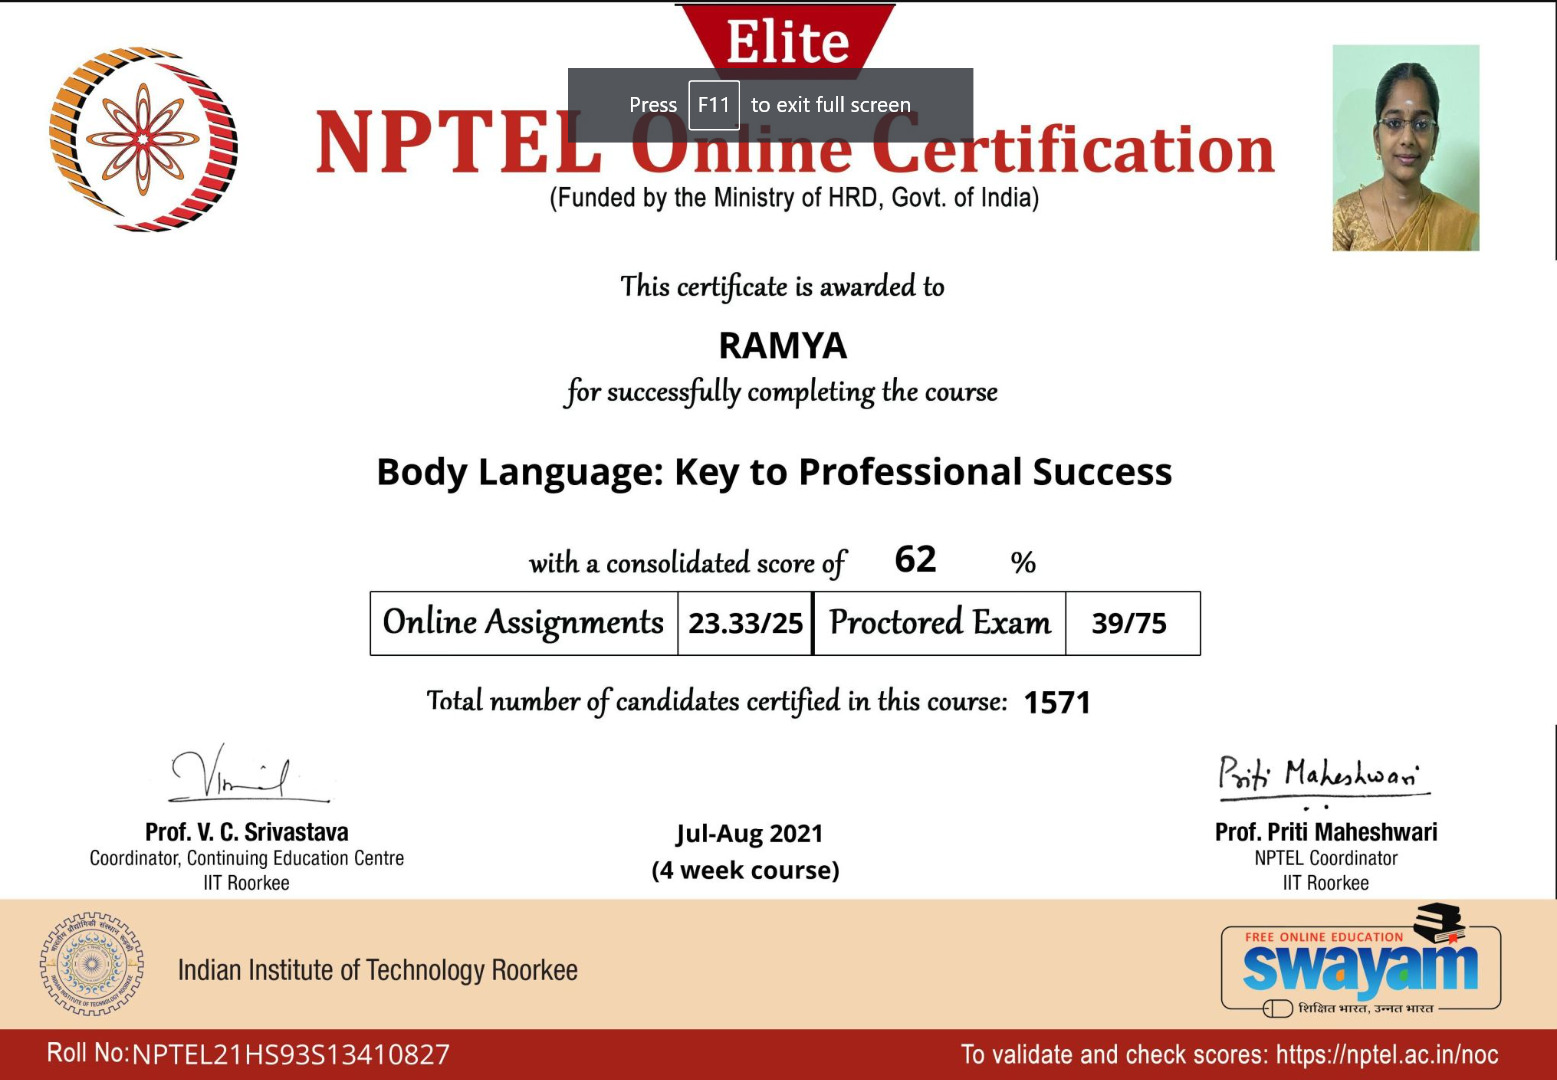 Elite
Press F11 to exit full screen
NPTEL Online Certification
(Funded by the Ministry of HRD, Govt. of India)
This certificate is awarded to
RAMYA
for successfully completing the course
Body Language: Key to Professional Success
with a consolidated score of 62 %
Online Assignments 23.33/25 Proctored Exam 39/75
Total number of candidates certified in this course: 1571
Priti Maheshwari
Prof. V. C. Srivastava
Coordinator, Continuing Education Centre
IIT Roorkee
Jul-Aug 2021
(4 week course)
Prof. Priti Maheshwari
NPTEL Coordinator
IIT Roorkee
Indian Institute of Technology Roorkee
FREE ONLINE EDUCATION
swayam
शिक्षित भारत, उन्नत भारत
Roll No:NPTEL21HS93S13410827
To validate and check scores: https://nptel.ac.in/noc